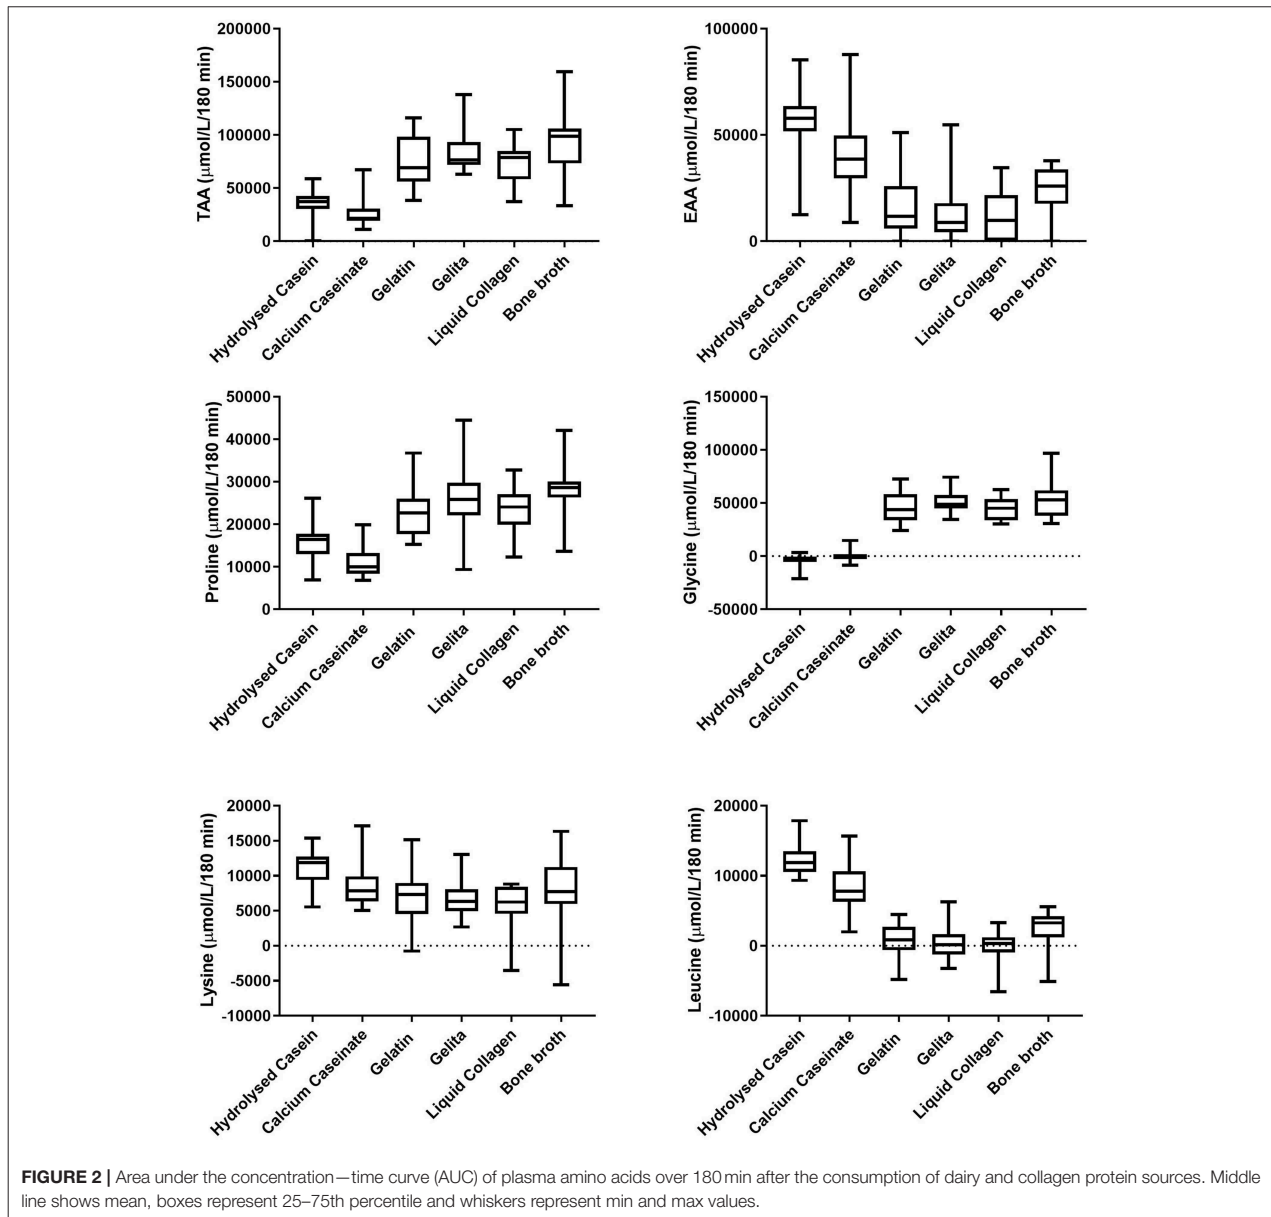 TAA (μmol/L/180 min)
200000
150000
100000
50000
0
Hydrolysed Casein
Calcium Caseinate
Gelatin
Gelita
Liquid Collagen
Bone broth
EAA (μmol/L/180 min)
100000
50000
0
Hydrolysed Casein
Calcium Caseinate
Gelatin
Gelita
Liquid Collagen
Bone broth
Proline (μmol/L/180 min)
50000
40000
30000
20000
10000
0
Hydrolysed Casein
Calcium Caseinate
Gelatin
Gelita
Liquid Collagen
Bone broth
Glycine (μmol/L/180 min)
150000
100000
50000
0
-50000
Hydrolysed Casein
Calcium Caseinate
Gelatin
Gelita
Liquid Collagen
Bone broth
Lysine (μmol/L/180 min)
20000
15000
10000
5000
0
-5000
-10000
Hydrolysed Casein
Calcium Caseinate
Gelatin
Gelita
Liquid Collagen
Bone broth
Leucine (μmol/L/180 min)
20000
10000
0
-10000
Hydrolysed Casein
Calcium Caseinate
Gelatin
Gelita
Liquid Collagen
Bone broth
FIGURE 2 | Area under the concentration—time curve (AUC) of plasma amino acids over 180 min after the consumption of dairy and collagen protein sources. Middle
line shows mean, boxes represent 25–75th percentile and whiskers represent min and max values.